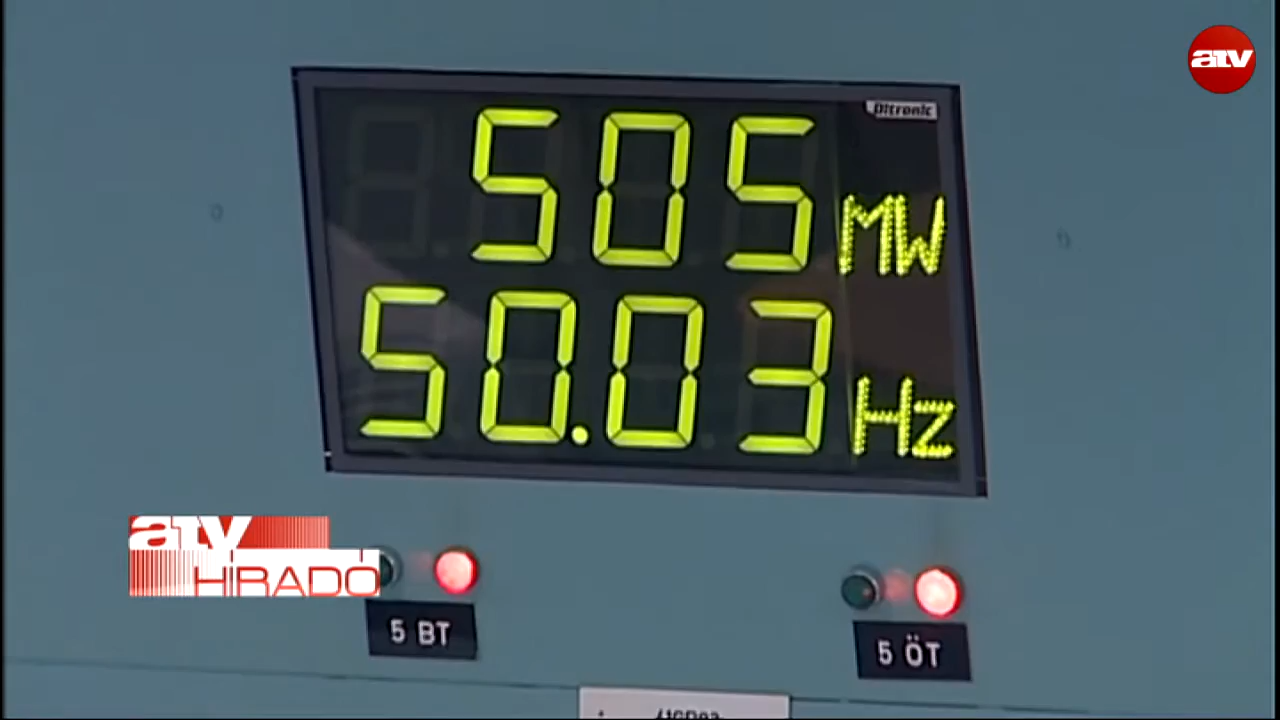 atv
Ditronic
505 MW
50.03 Hz
atv
HÍRADÓ
5 BT
5 ÖT